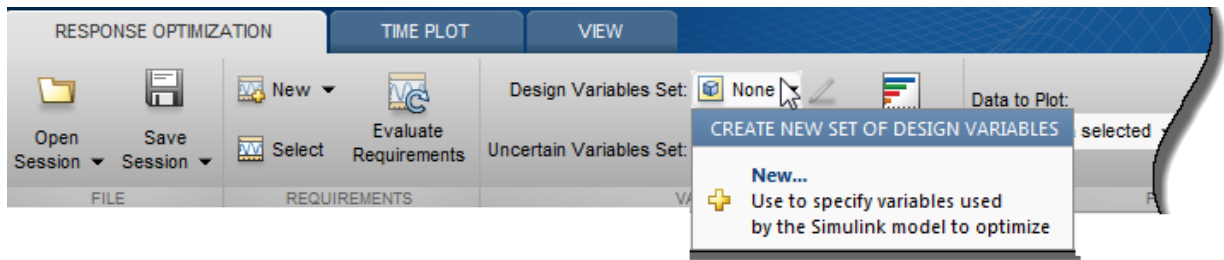 RESPONSE OPTIMIZATION TIME PLOT VIEW
New Design Variables Set: None
Data to Plot:
Open Session Save Session Select Evaluate Requirements Uncertain Variables Set: selected
CREATE NEW SET OF DESIGN VARIABLES
New...
Use to specify variables used
by the Simulink model to optimize
FILE REQUIREMENTS